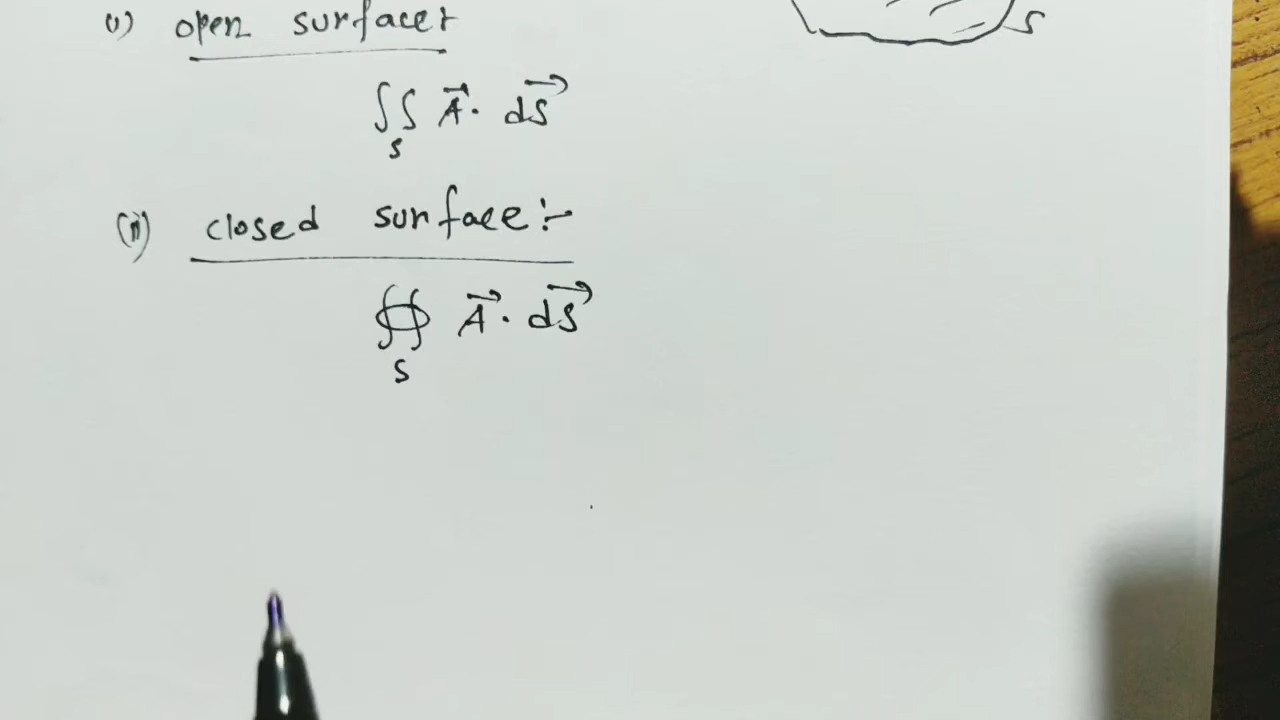 (i) open surface:-
S
∬ A⃗ · dS⃗
S
(ii) closed surface:-
∯ A⃗ · dS⃗
S